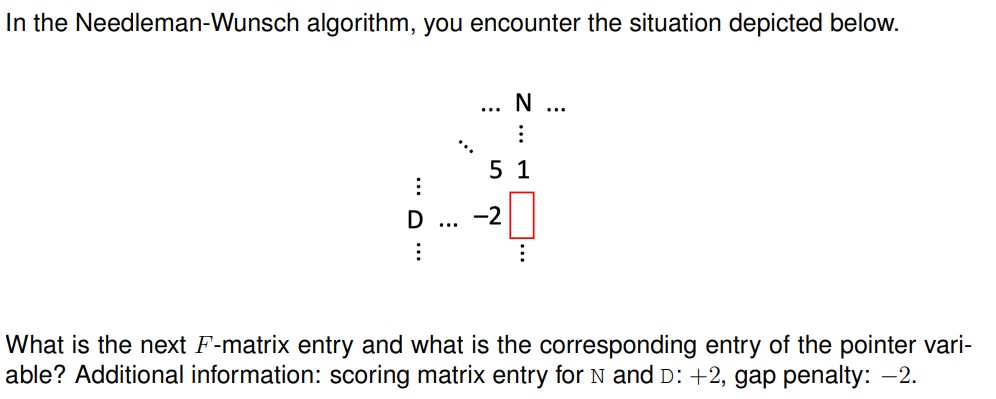 In the Needleman-Wunsch algorithm, you encounter the situation depicted below.
... N ...
⋮
⋱
5 1
⋮
D ... −2
⋮ ⋮
What is the next F-matrix entry and what is the corresponding entry of the pointer vari-
able? Additional information: scoring matrix entry for N and D: +2, gap penalty: −2.